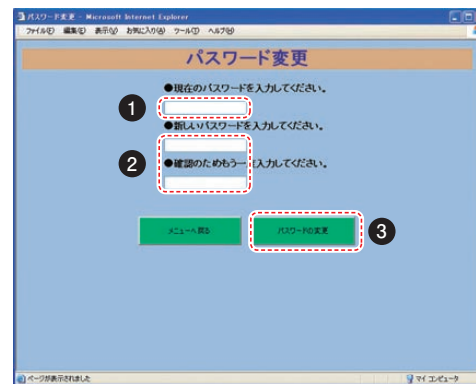 パスワード変更 - Microsoft Internet Explorer
ファイル(F) 編集(E) 表示(V) お気に入り(A) ツール(T) ヘルプ(H)
パスワード変更
●現在のパスワードを入力してください。
1
●新しいパスワードを入力してください。
2
●確認のためもう一 入力してください。
メニューへ戻る
パスワードの変更
3
ページが表示されました
マイ コンピュータ